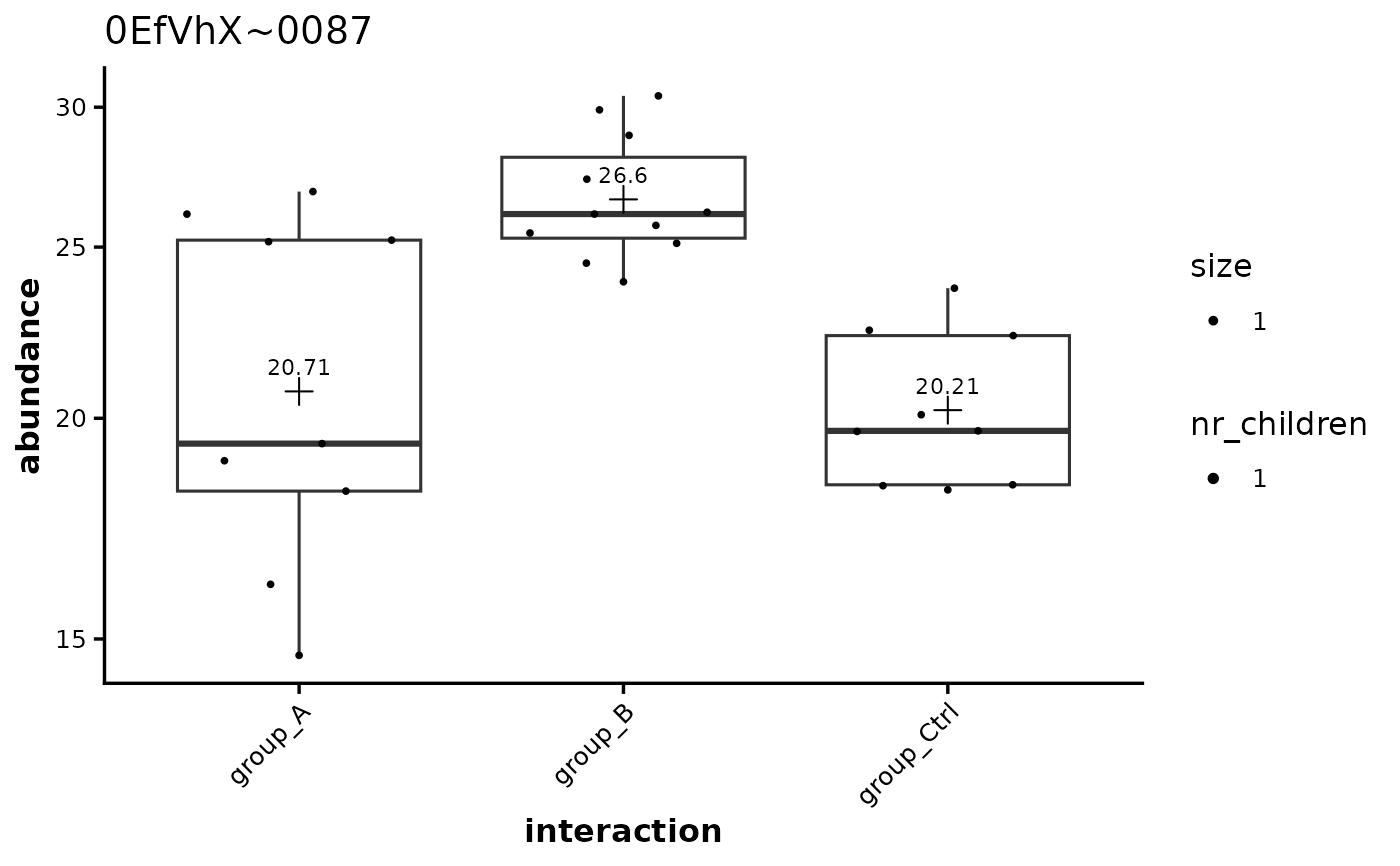 0EfVhX~0087
abundance
30
25
20
15
20.71
26.6
20.21
group_A
group_B
group_Ctrl
interaction
size
1
nr_children
1